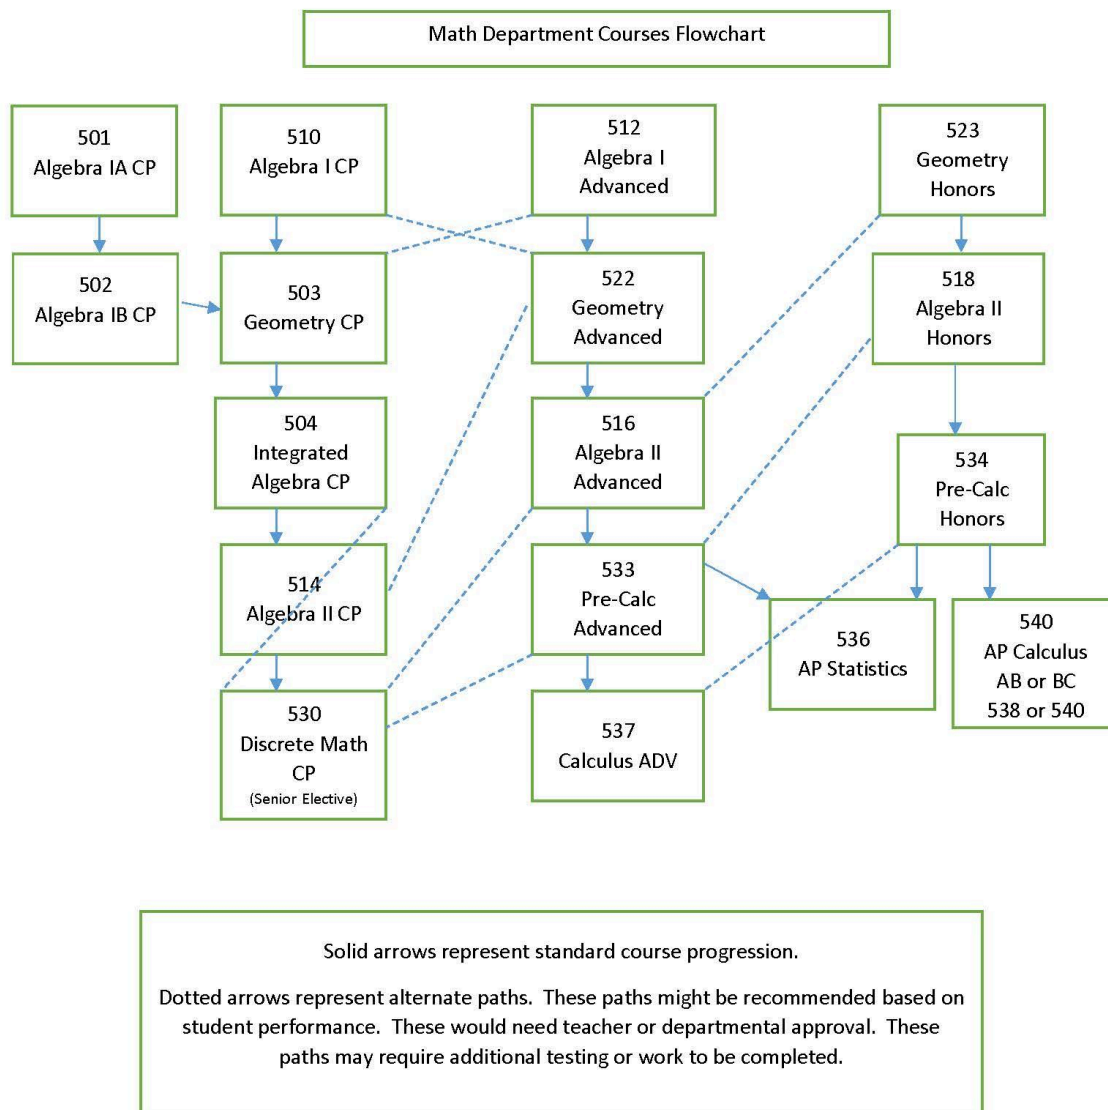 Math Department Courses Flowchart
501
Algebra IA CP
510
Algebra I CP
512
Algebra I
Advanced
523
Geometry
Honors
502
Algebra IB CP
503
Geometry CP
522
Geometry
Advanced
518
Algebra II
Honors
504
Integrated
Algebra CP
516
Algebra II
Advanced
534
Pre-Calc
Honors
514
Algebra II CP
533
Pre-Calc
Advanced
536
AP Statistics
540
AP Calculus
AB or BC
538 or 540
530
Discrete Math
CP
(Senior Elective)
537
Calculus ADV
Solid arrows represent standard course progression.
Dotted arrows represent alternate paths.  These paths might be recommended based on
student performance.  These would need teacher or departmental approval.  These
paths may require additional testing or work to be completed.